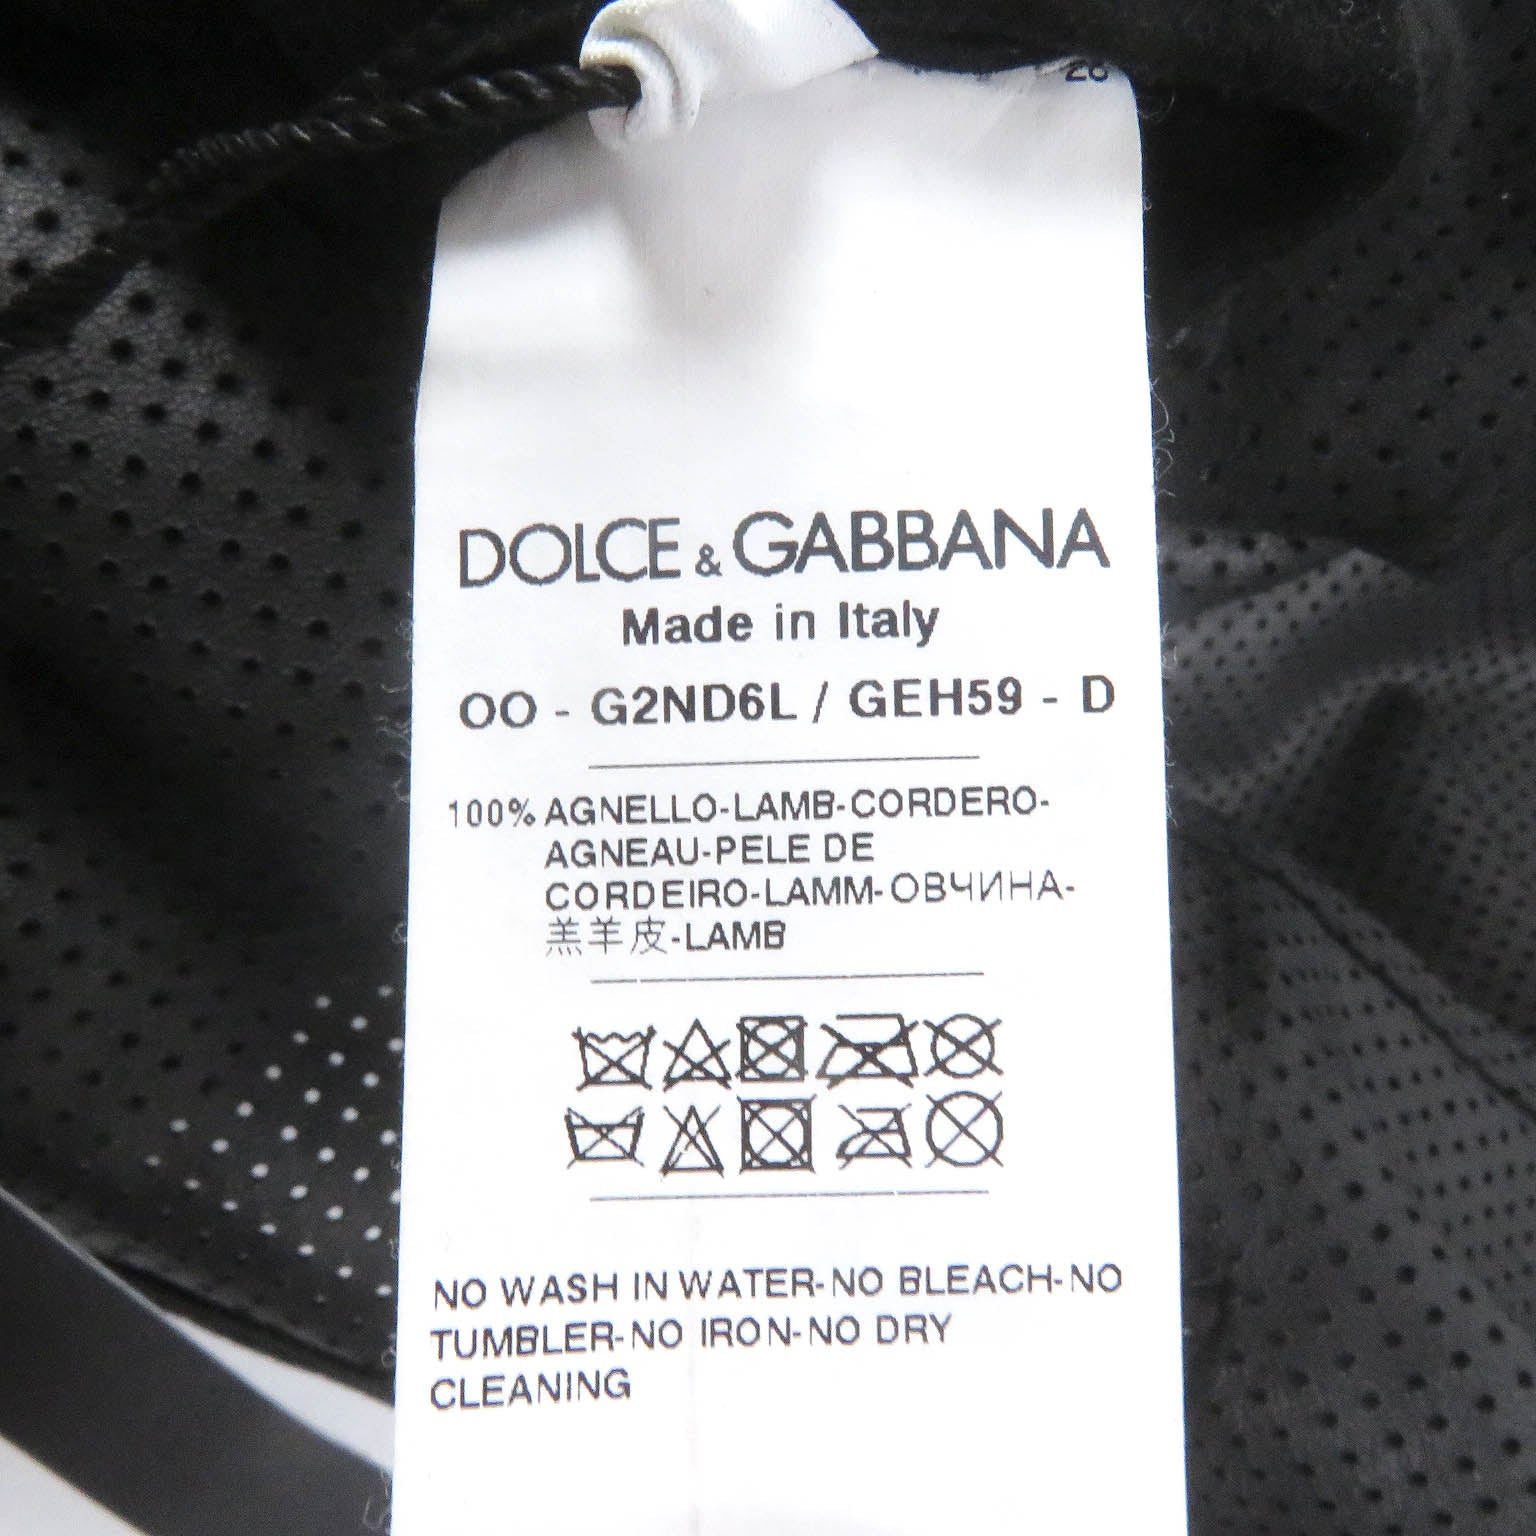 DOLCE & GABBANA
Made in Italy
OO - G2ND6L / GEH59 - D
100% AGNELLO-LAMB-CORDERO-
AGNEAU-PELE DE
CORDEIRO-LAMM-ОВЧИНА-
羔羊皮-LAMB
NO WASH IN WATER-NO BLEACH-NO
TUMBLER-NO IRON-NO DRY
CLEANING